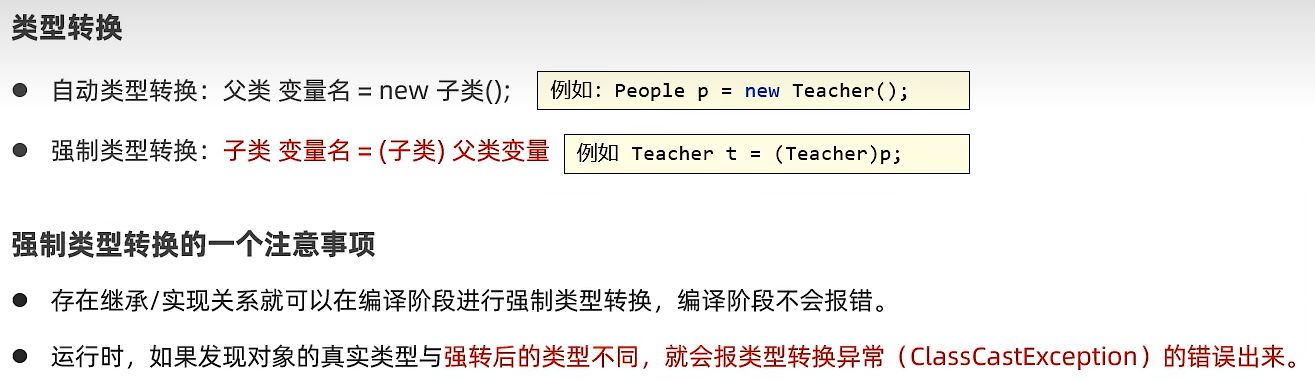 类型转换
● 自动类型转换：父类 变量名 = new 子类(); 例如：People p = new Teacher();
● 强制类型转换：子类 变量名 = (子类) 父类变量 例如 Teacher t = (Teacher)p;
强制类型转换的一个注意事项
● 存在继承/实现关系就可以在编译阶段进行强制类型转换，编译阶段不会报错。
● 运行时，如果发现对象的真实类型与强转后的类型不同，就会报类型转换异常（ClassCastException）的错误出来。